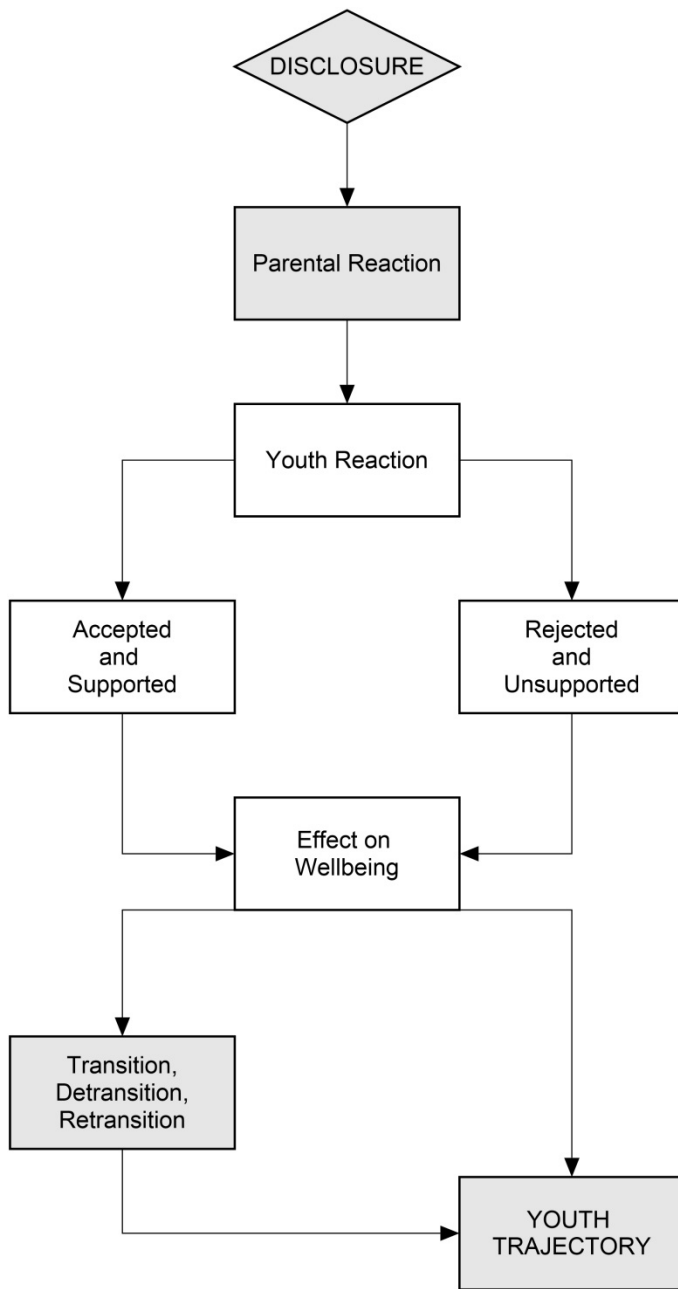 DISCLOSURE
Parental Reaction
Youth Reaction
Accepted
and
Supported
Rejected
and
Unsupported
Effect on
Wellbeing
Transition,
Detransition,
Retransition
YOUTH
TRAJECTORY